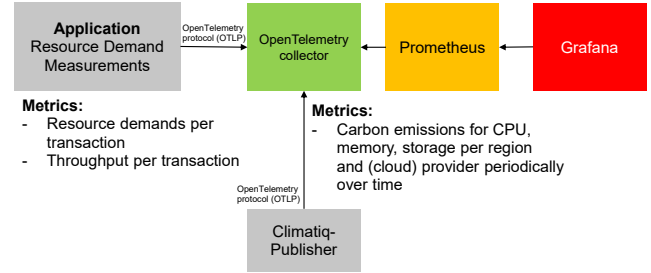 Application
Resource Demand
Measurements
OpenTelemetry
protocol (OTLP)
OpenTelemetry
collector
Prometheus
Grafana
Metrics:
- Resource demands per
transaction
- Throughput per transaction
Metrics:
- Carbon emissions for CPU,
memory, storage per region
and (cloud) provider periodically
over time
OpenTelemetry
protocol (OTLP)
Climatiq-
Publisher